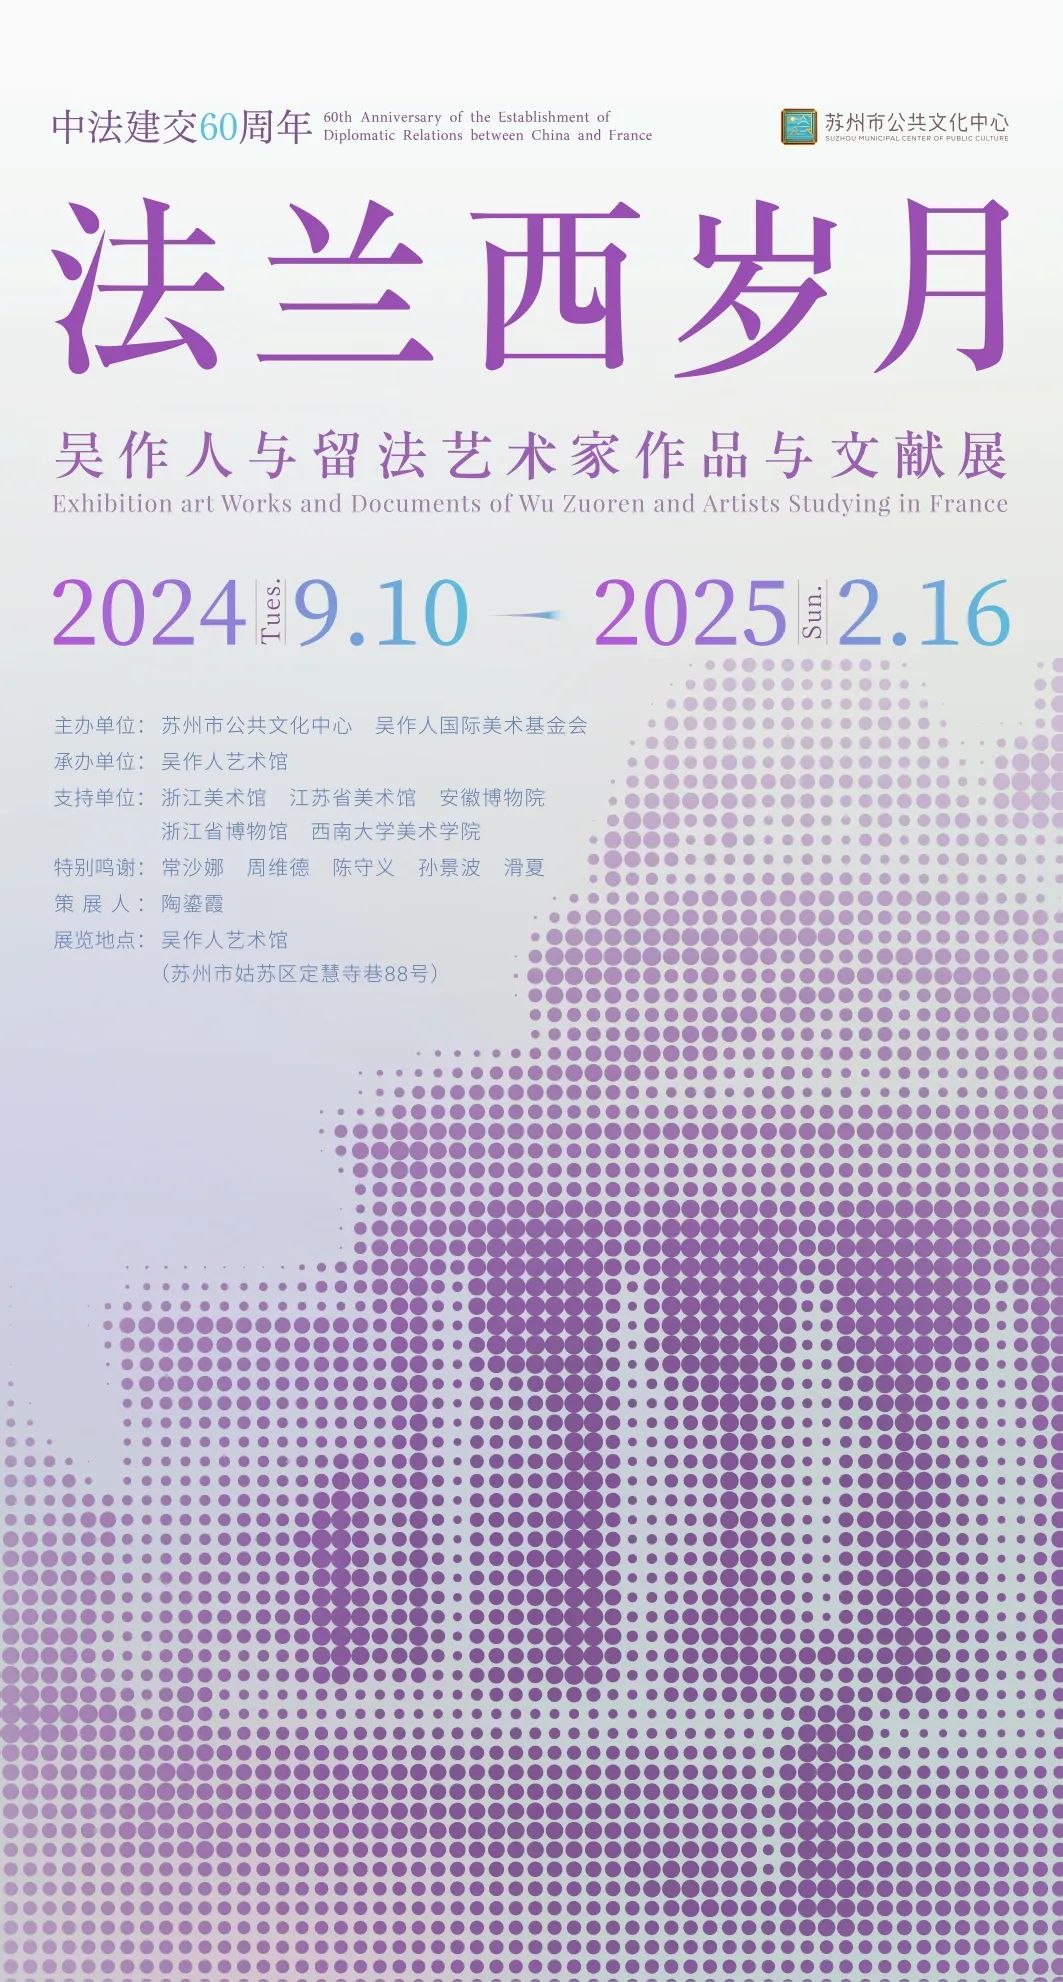 中法建交60周年
60th Anniversary of the Establishment of
Diplomatic Relations between China and France
苏州市公共文化中心
SUZHOU MUNICIPAL CENTER OF PUBLIC CULTURE
法兰西岁月
吴作人与留法艺术家作品与文献展
Exhibition art Works and Documents of Wu Zuoren and Artists Studying in France
2024 Tues. 9.10 — 2025 Sun. 2.16
主办单位： 苏州市公共文化中心 吴作人国际美术基金会
承办单位： 吴作人艺术馆
支持单位： 浙江美术馆 江苏省美术馆 安徽博物院
浙江省博物馆 西南大学美术学院
特别鸣谢： 常沙娜 周维德 陈守义 孙景波 滑夏
策 展 人 ： 陶鎏霞
展览地点： 吴作人艺术馆
（苏州市姑苏区定慧寺巷88号）